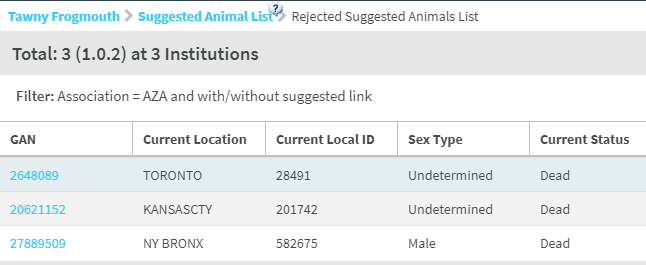 Tawny Frogmouth > Suggested Animal List ? > Rejected Suggested Animals List
Total: 3 (1.0.2) at 3 Institutions
Filter: Association = AZA and with/without suggested link
GAN Current Location Current Local ID Sex Type Current Status
2648089 TORONTO 28491 Undetermined Dead
20621152 KANSASCTY 201742 Undetermined Dead
27889509 NY BRONX 582675 Male Dead